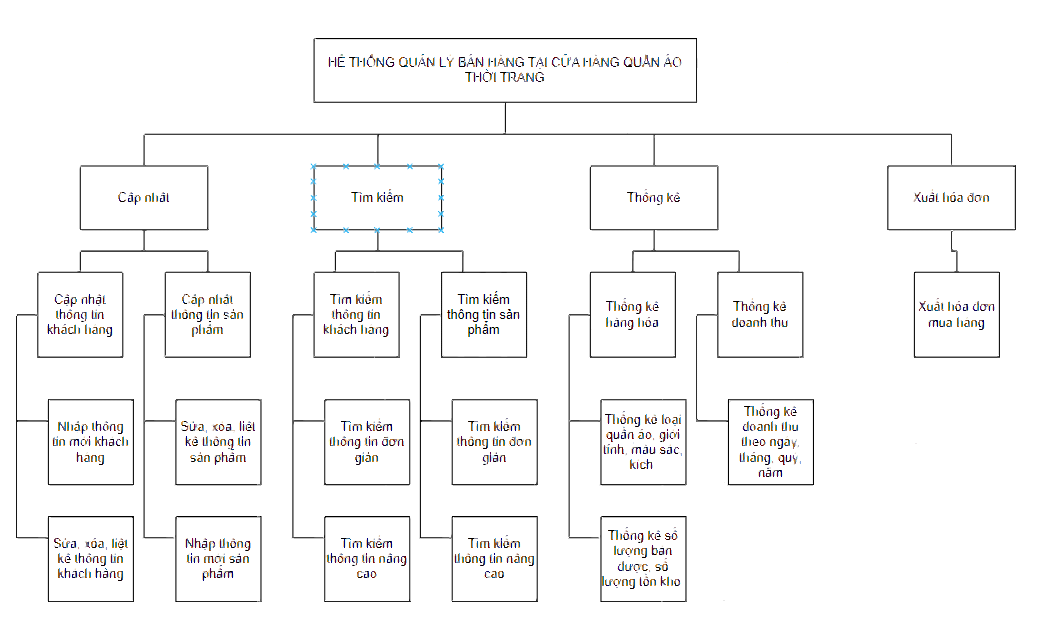 HỆ THỐNG QUẢN LÝ BÁN HÀNG TẠI CỬA HÀNG QUẦN ÁO
THỜI TRANG
Cập nhật
Tìm kiếm
Thống kê
Xuất hóa đơn
Cập nhật
thông tin
khách hàng
Cập nhật
thông tin sản
phẩm
Tìm kiếm
thông tin
khách hàng
Tìm kiếm
thông tin sản
phẩm
Thống kê
hàng hóa
Thống kê
doanh thu
Xuất hóa đơn
mua hàng
Nhập thông
tin mới khách
hàng
Sửa, xóa, liệt
kê thông tin
sản phẩm
Tìm kiếm
thông tin đơn
giản
Tìm kiếm
thông tin đơn
giản
Thống kê loại
quần áo, giới
tính, màu sắc,
kích
Thống kê
doanh thu
theo ngày,
tháng, quý,
năm
Sửa, xóa, liệt
kê thông tin
khách hàng
Nhập thông
tin mới sản
phẩm
Tìm kiếm
thông tin nâng
cao
Tìm kiếm
thông tin nâng
cao
Thống kê số
lượng bán
được, số
lượng tồn kho